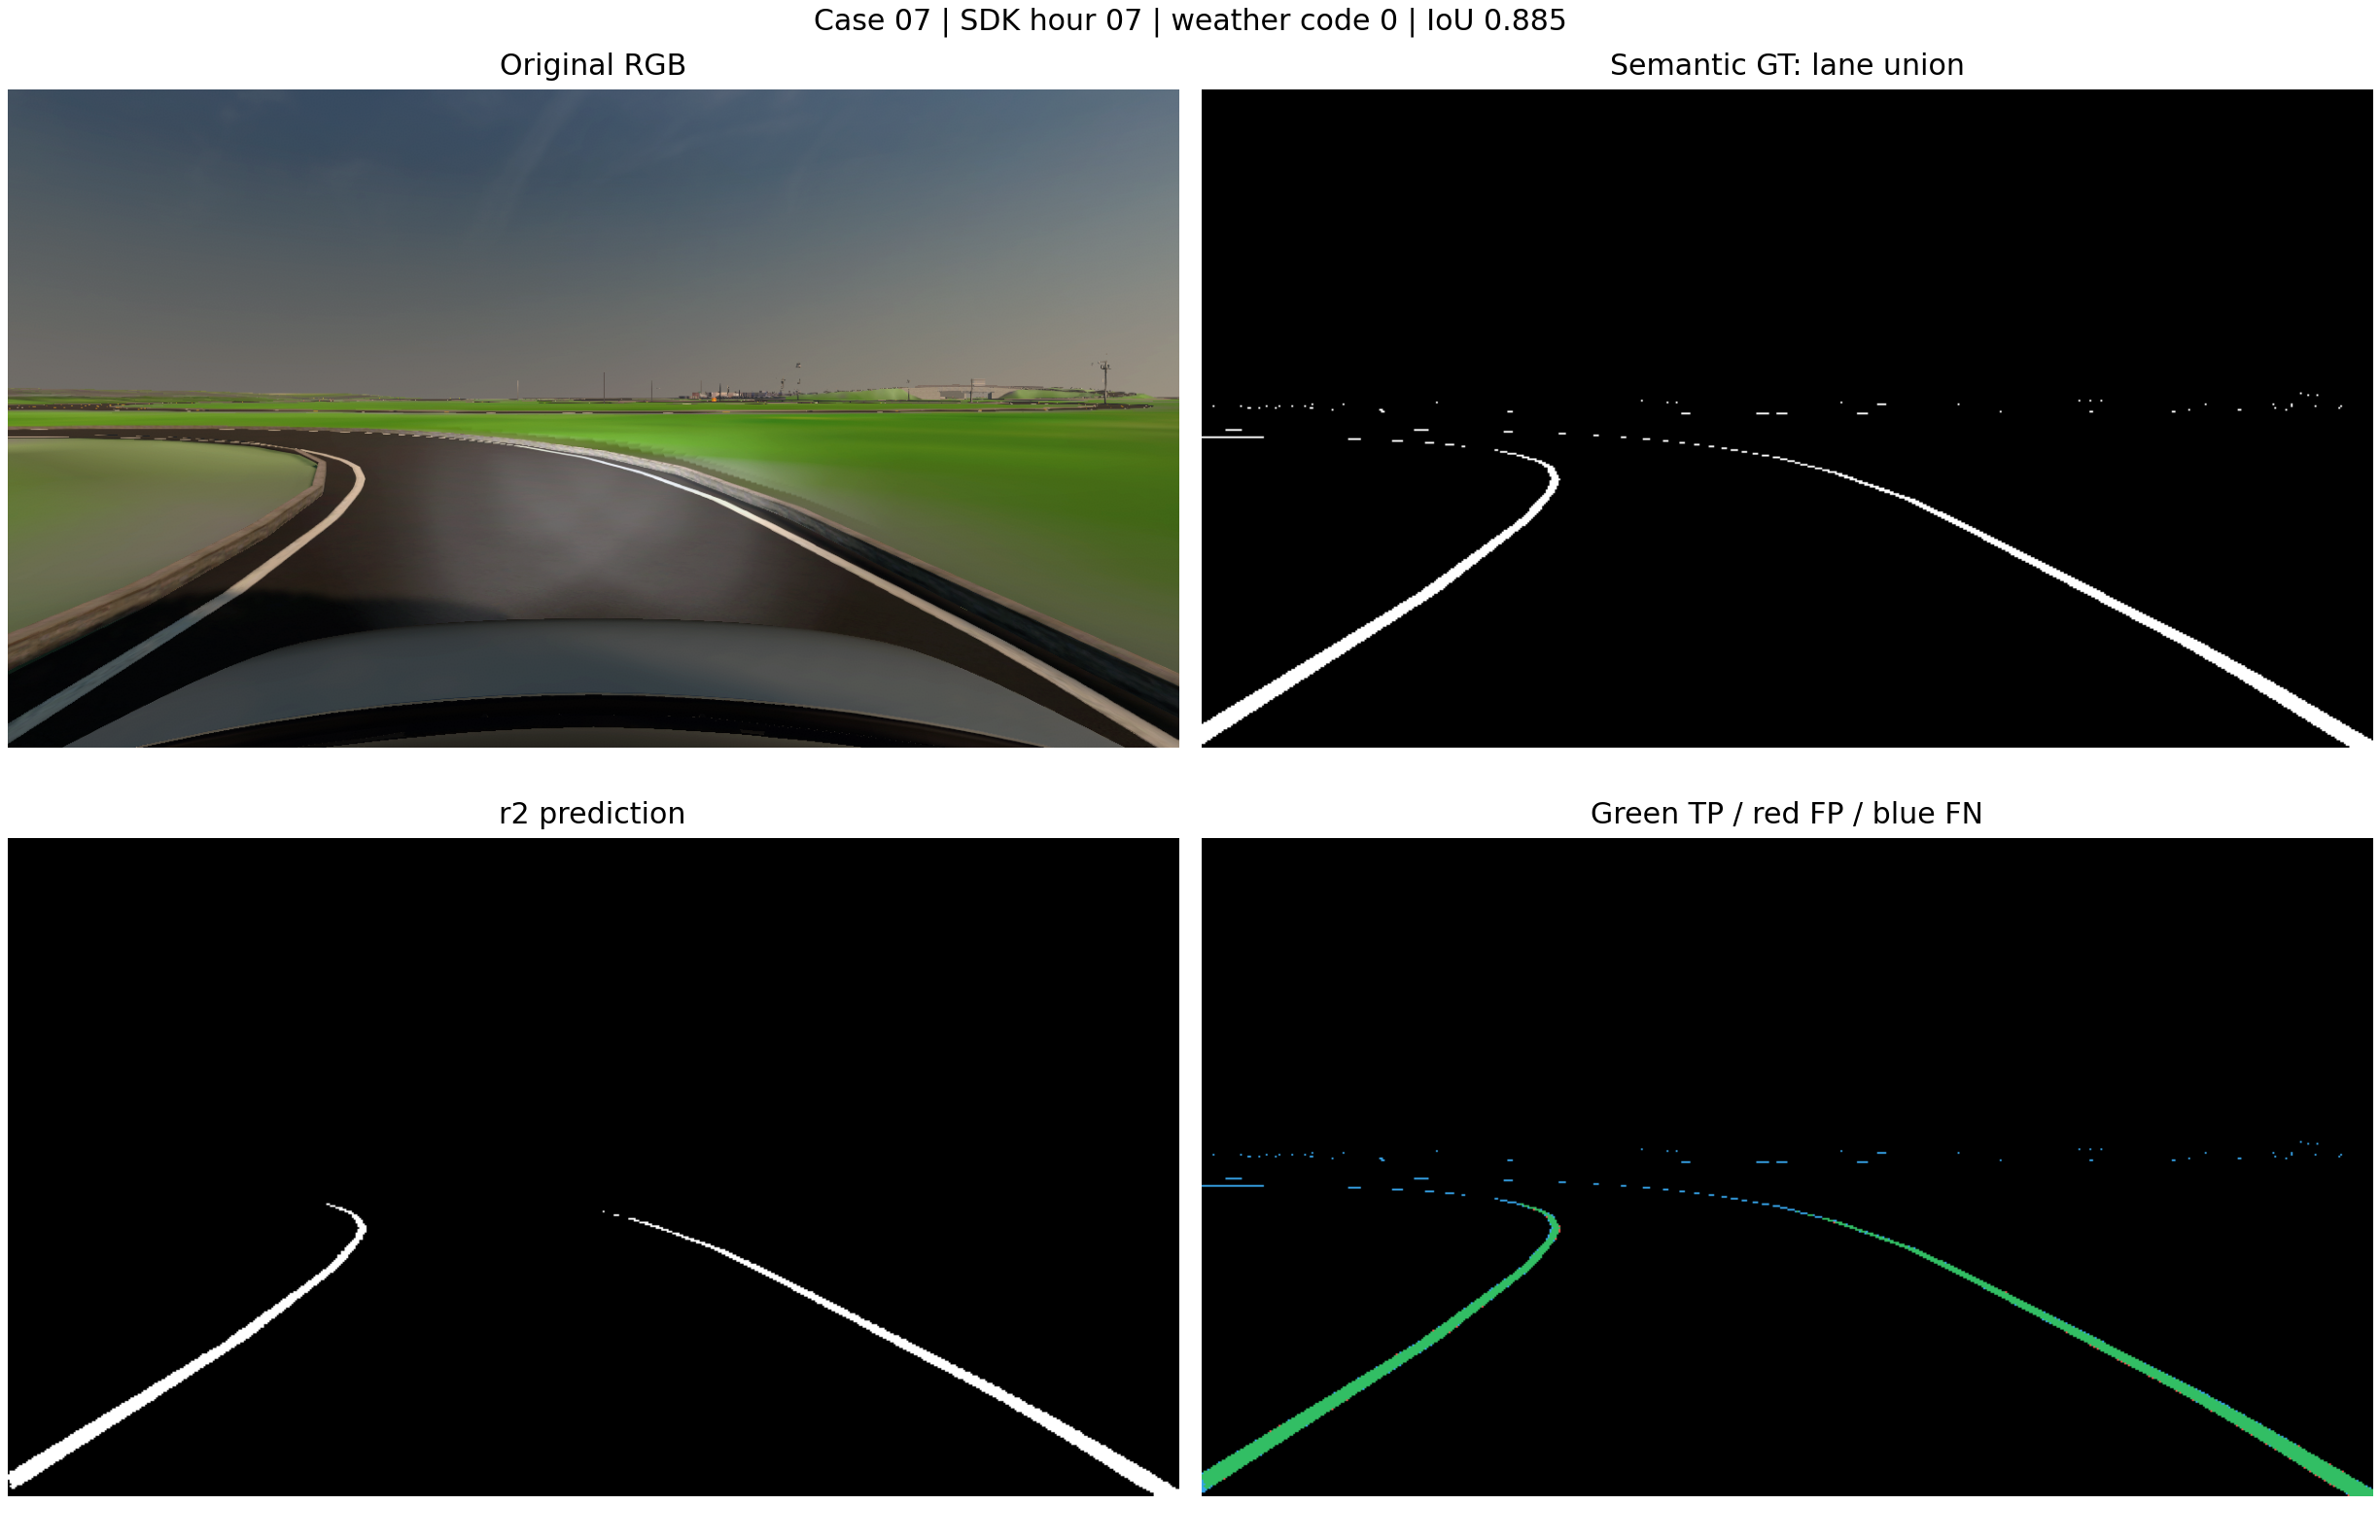 Case 07 | SDK hour 07 | weather code 0 | IoU 0.885
Original RGB
Semantic GT: lane union
r2 prediction
Green TP / red FP / blue FN